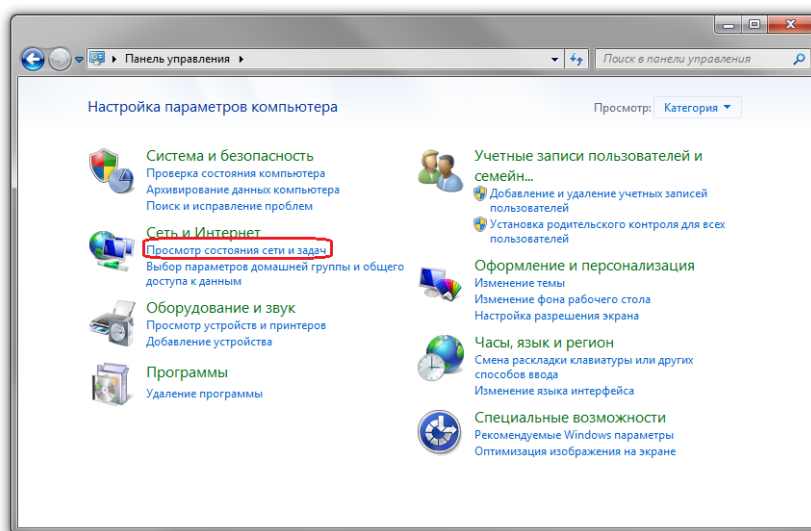 Панель управления
Поиск в панели управления
Настройка параметров компьютера
Просмотр: Категория
Система и безопасность
Проверка состояния компьютера
Архивирование данных компьютера
Поиск и исправление проблем
Сеть и Интернет
Просмотр состояния сети и задач
Выбор параметров домашней группы и общего
доступа к данным
Оборудование и звук
Просмотр устройств и принтеров
Добавление устройства
Программы
Удаление программы
Учетные записи пользователей и
семейн...
Добавление и удаление учетных записей
пользователей
Установка родительского контроля для всех
пользователей
Оформление и персонализация
Изменение темы
Изменение фона рабочего стола
Настройка разрешения экрана
Часы, язык и регион
Смена раскладки клавиатуры или других
способов ввода
Изменение языка интерфейса
Специальные возможности
Рекомендуемые Windows параметры
Оптимизация изображения на экране